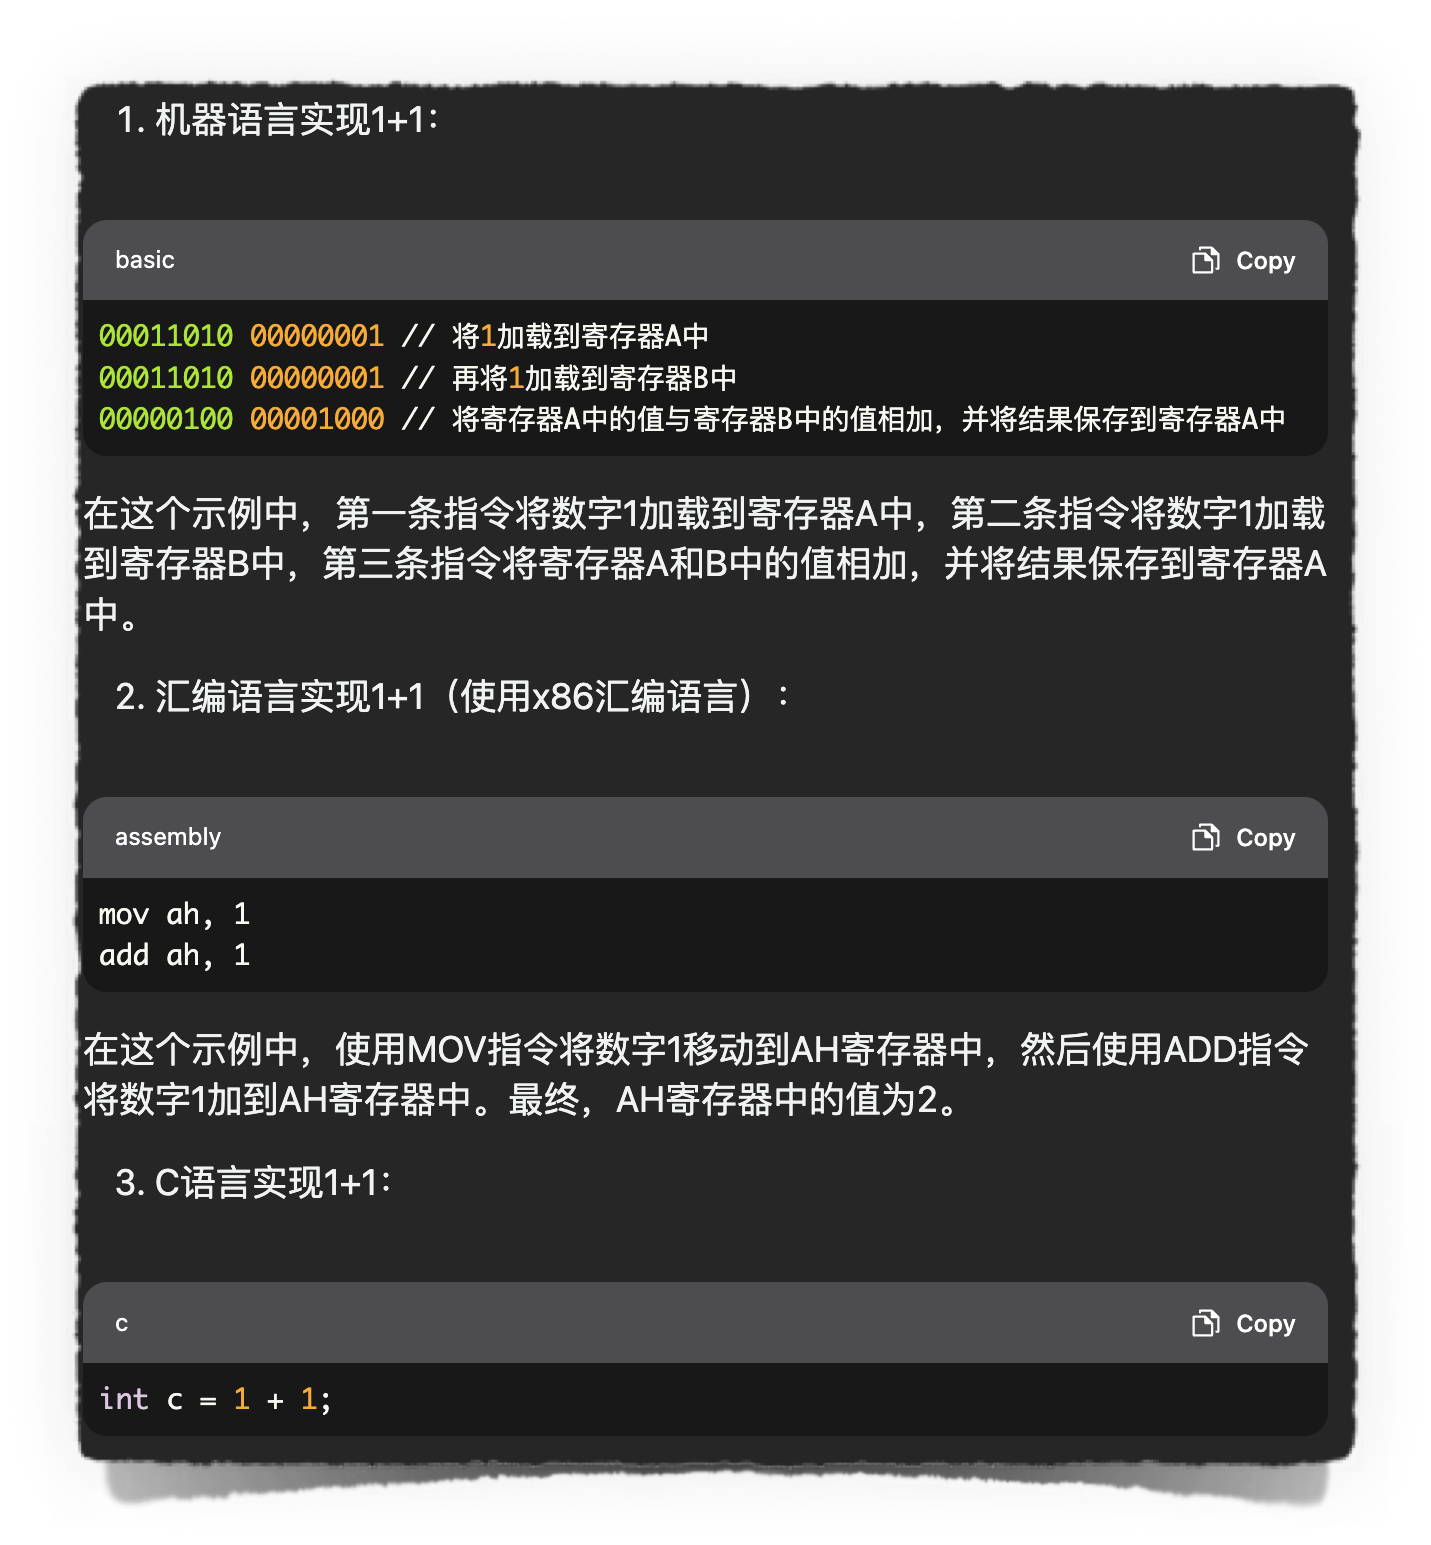 1. 机器语言实现1+1：
basic
Copy
00011010 00000001 // 将1加载到寄存器A中
00011010 00000001 // 再将1加载到寄存器B中
00000100 00001000 // 将寄存器A中的值与寄存器B中的值相加，并将结果保存到寄存器A中
在这个示例中，第一条指令将数字1加载到寄存器A中，第二条指令将数字1加载
到寄存器B中，第三条指令将寄存器A和B中的值相加，并将结果保存到寄存器A
中。
2. 汇编语言实现1+1（使用x86汇编语言）：
assembly
Copy
mov ah, 1
add ah, 1
在这个示例中，使用MOV指令将数字1移动到AH寄存器中，然后使用ADD指令
将数字1加到AH寄存器中。最终，AH寄存器中的值为2。
3. C语言实现1+1：
c
Copy
int c = 1 + 1;